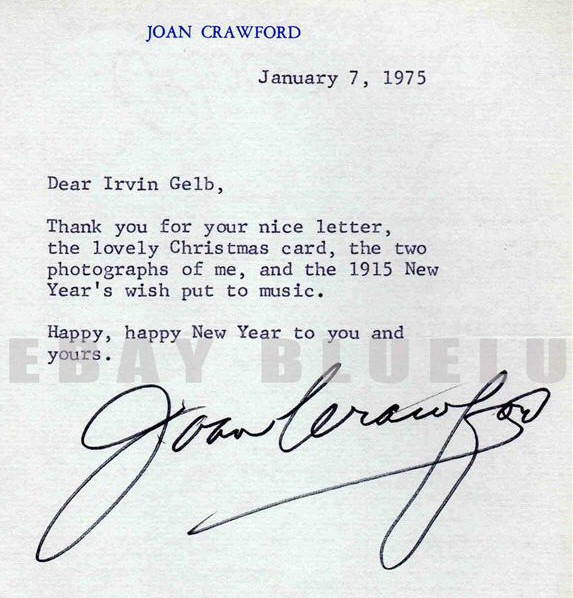 JOAN CRAWFORD
January 7, 1975
Dear Irvin Gelb,
Thank you for your nice letter,
the lovely Christmas card, the two
photographs of me, and the 1915 New
Year's wish put to music.
Happy, happy New Year to you and
yours.
EBAY BLUELU
Joan Crawford